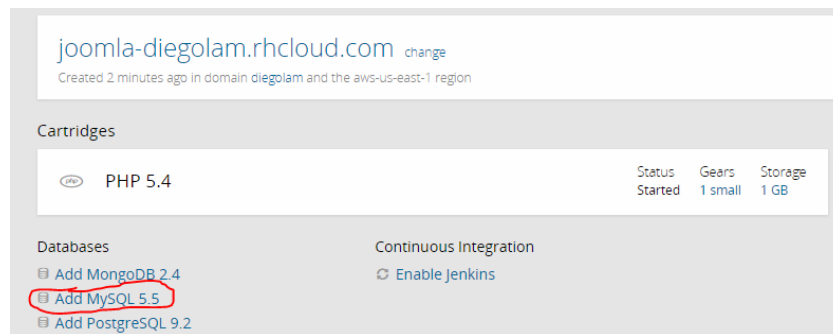 joomla-diegolam.rhcloud.com change
Created 2 minutes ago in domain diegolam and the aws-us-east-1 region
Cartridges
php PHP 5.4
Status Gears Storage
Started 1 small 1 GB
Databases
Continuous Integration
Add MongoDB 2.4
Enable Jenkins
Add MySQL 5.5
Add PostgreSQL 9.2